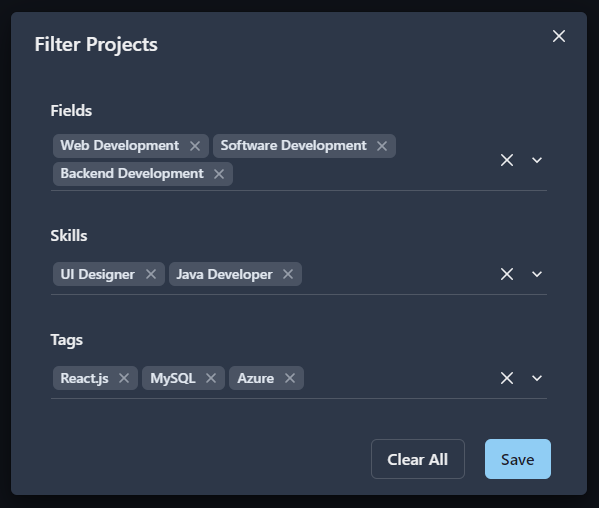 Filter Projects
Fields
Web Development Software Development
Backend Development
Skills
UI Designer Java Developer
Tags
React.js MySQL Azure
Clear All Save